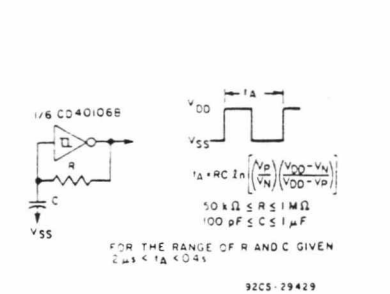 1/6 CD40106B
R
C
VSS
tA
VDD
VSS
tA = RC ln [(VP/VN)(VDD-VN/VDD-VP)]
50 kΩ ≤ R ≤ 1 MΩ
100 pF ≤ C ≤ 1 µF
FOR THE RANGE OF R AND C GIVEN
2 µs < tA < 0.4 s
92CS-29429